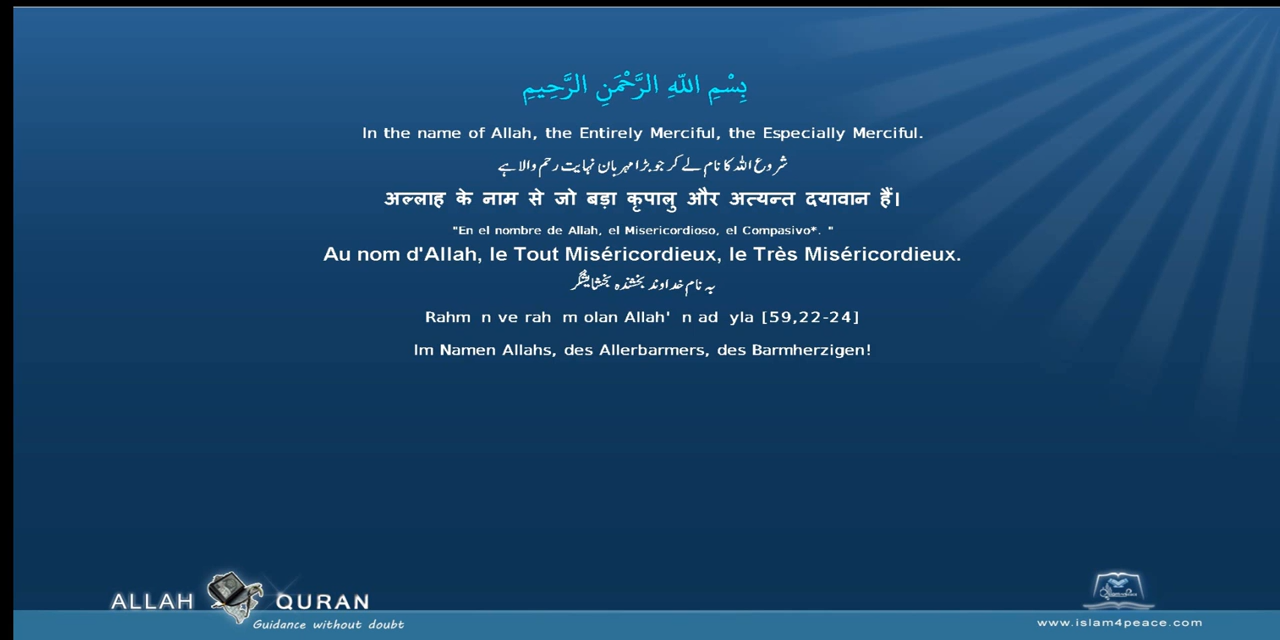 بِسْمِ اللَّهِ الرَّحْمَنِ الرَّحِيمِ
In the name of Allah, the Entirely Merciful, the Especially Merciful.
شروع الله کا نام لے کر جو بڑا مہربان نہایت رحم والا ہے
अल्लाह के नाम से जो बड़ा कृपालु और अत्यन्त दयावान हैं।
"En el nombre de Allah, el Misericordioso, el Compasivo*. "
Au nom d'Allah, le Tout Miséricordieux, le Très Miséricordieux.
به نام خداوند بخشنده بخشایشگر
Rahm n ve rah m olan Allah' n ad yla [59,22-24]
Im Namen Allahs, des Allerbarmers, des Barmherzigen!
ALLAH QURAN
Guidance without doubt
www.islam4peace.com